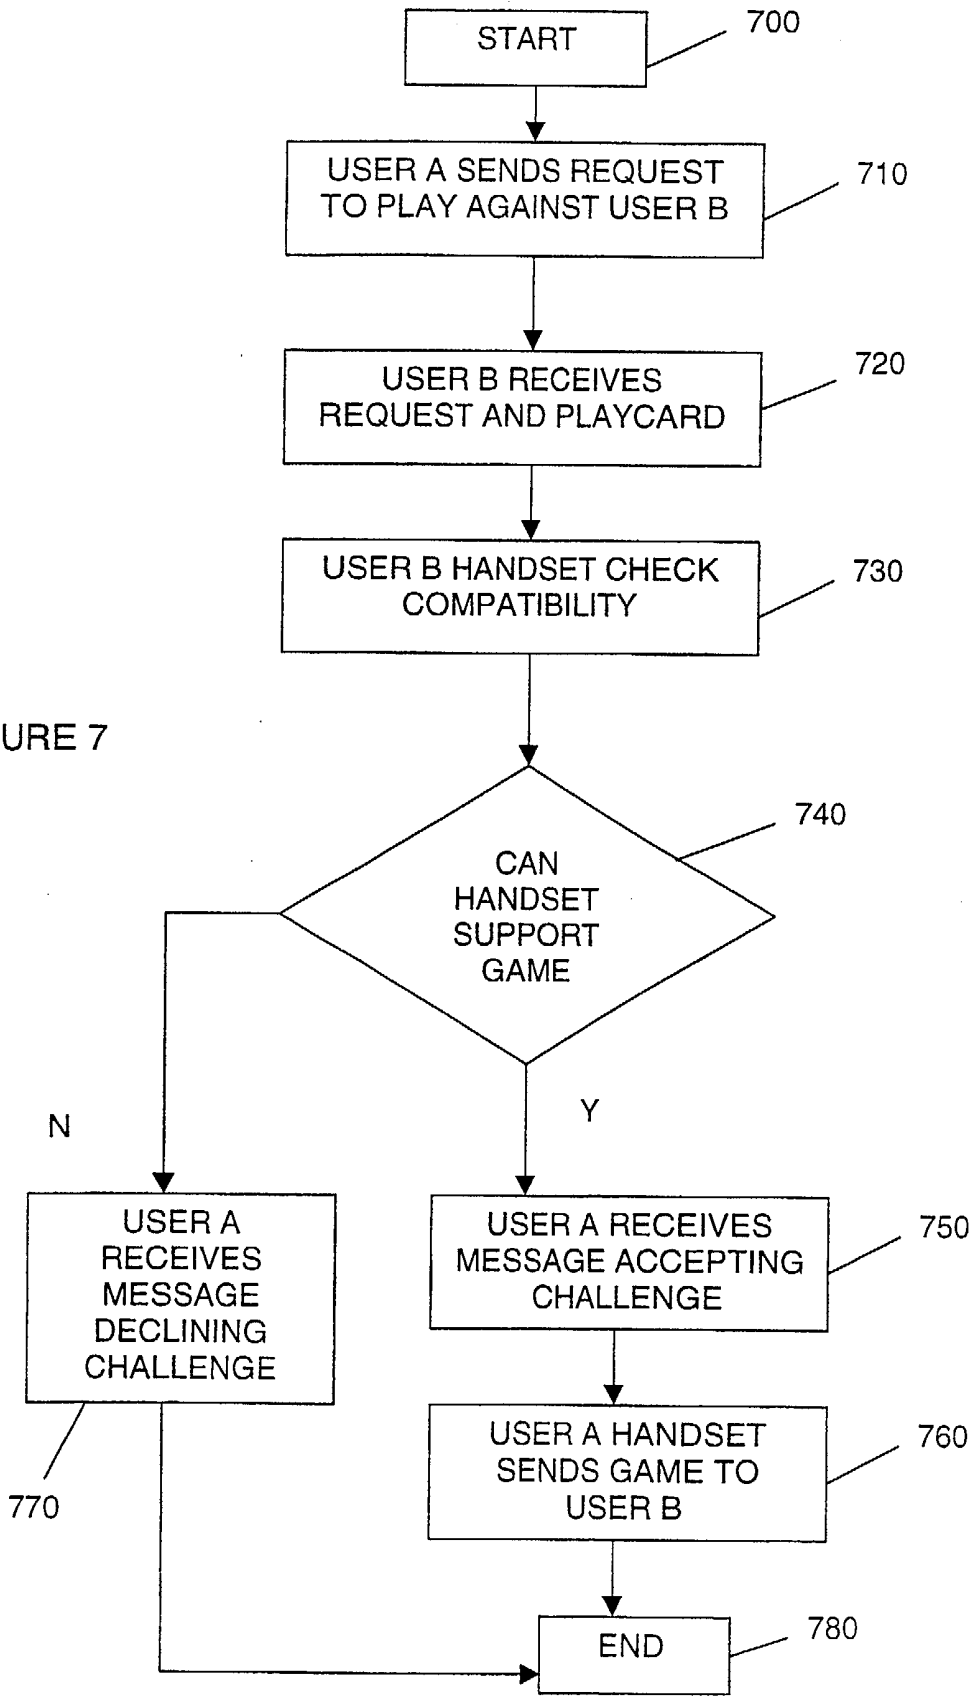 START
700
USER A SENDS REQUEST
TO PLAY AGAINST USER B
710
USER B RECEIVES
REQUEST AND PLAYCARD
720
USER B HANDSET CHECK
COMPATIBILITY
730
URE 7
CAN
HANDSET
SUPPORT
GAME
740
N
Y
USER A
RECEIVES
MESSAGE
DECLINING
CHALLENGE
770
USER A RECEIVES
MESSAGE ACCEPTING
CHALLENGE
750
USER A HANDSET
SENDS GAME TO
USER B
760
END
780